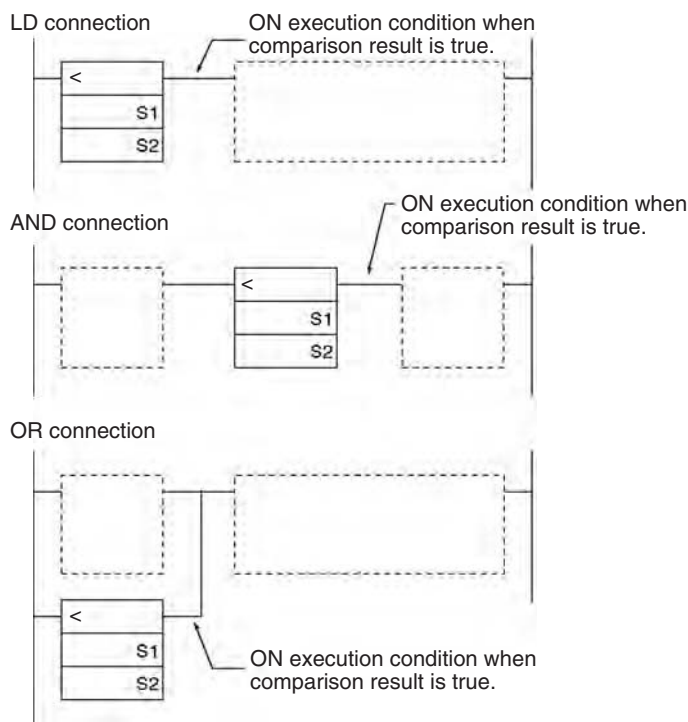 LD connection
ON execution condition when
comparison result is true.
<
S1
S2
AND connection
ON execution condition when
comparison result is true.
<
S1
S2
OR connection
<
S1
S2
ON execution condition when
comparison result is true.